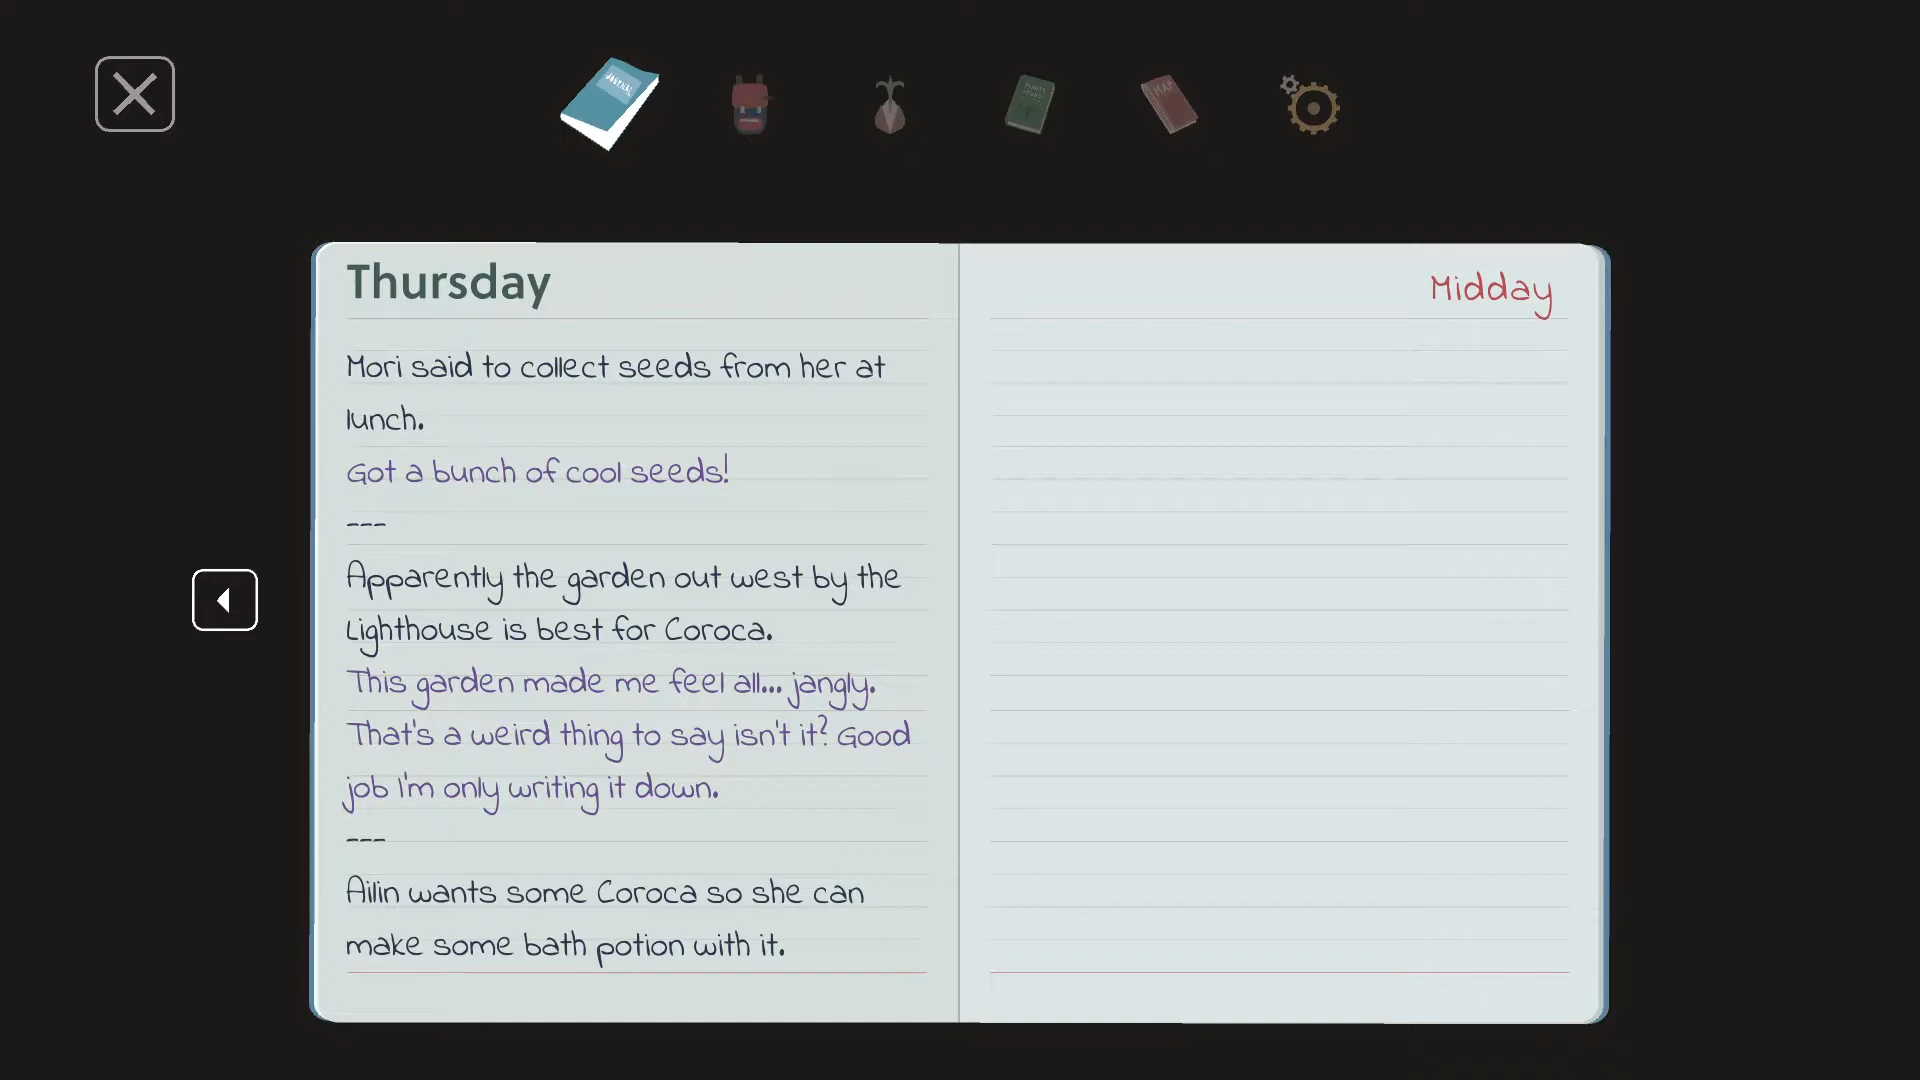 JOURNAL
MAP
Thursday
Midday
Mori said to collect seeds from her at
lunch.
Got a bunch of cool seeds!
---
Apparently the garden out west by the
Lighthouse is best for Coroca.
This garden made me feel all... jangly.
That's a weird thing to say isn't it? Good
job I'm only writing it down.
---
Ailin wants some Coroca so she can
make some bath potion with it.